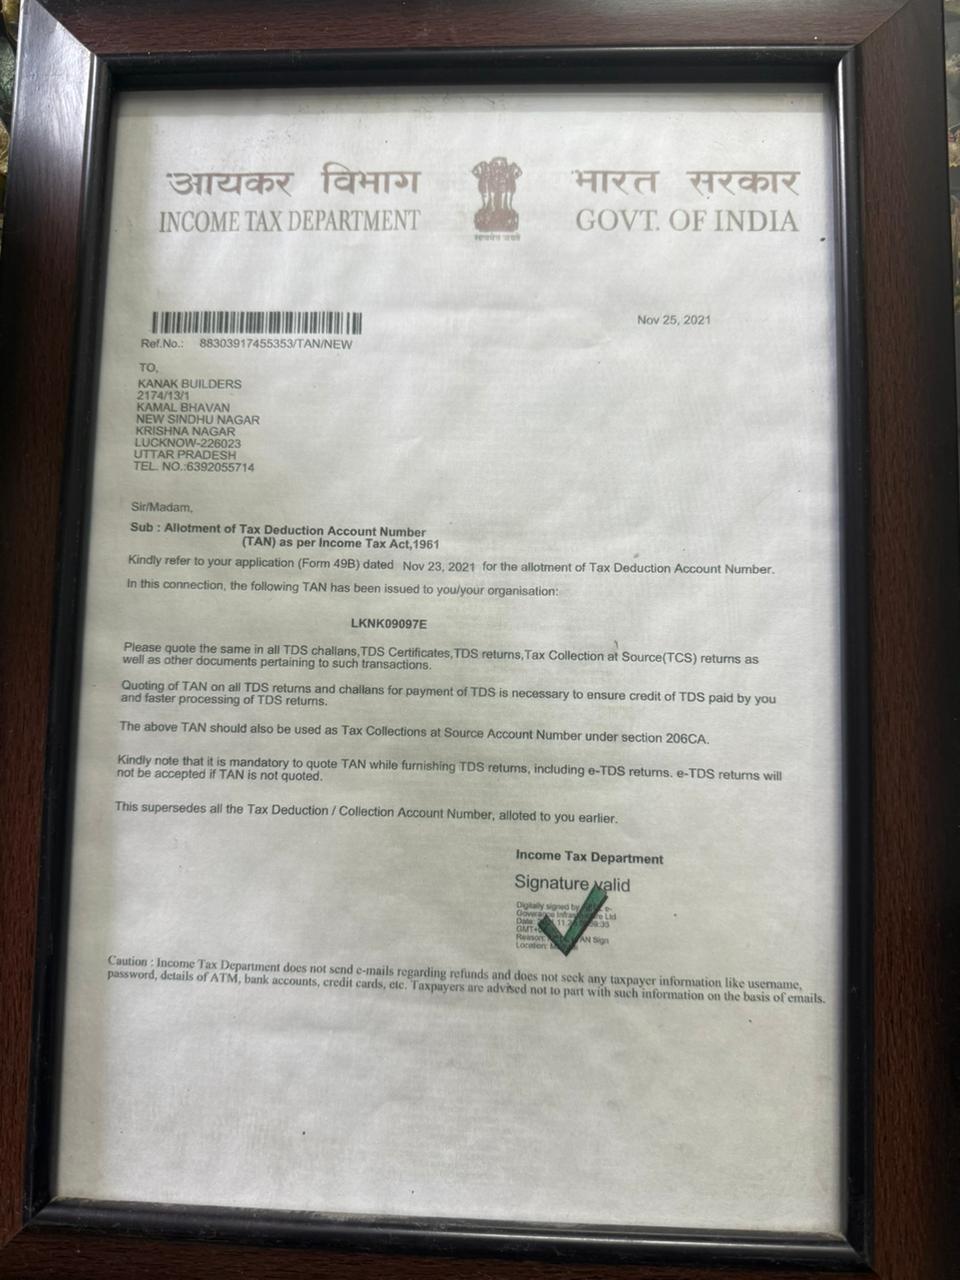 आयकर विभाग
INCOME TAX DEPARTMENT
सत्यमेव जयते
भारत सरकार
GOVT. OF INDIA
Nov 25, 2021
Ref.No.: 88303917455353/TAN/NEW
TO,
KANAK BUILDERS
2174/13/1
KAMAL BHAVAN
NEW SINDHU NAGAR
KRISHNA NAGAR
LUCKNOW-226023
UTTAR PRADESH
TEL. NO.:6392055714
Sir/Madam,
Sub : Allotment of Tax Deduction Account Number
(TAN) as per Income Tax Act,1961
Kindly refer to your application (Form 49B) dated Nov 23, 2021 for the allotment of Tax Deduction Account Number.
In this connection, the following TAN has been issued to you/your organisation:
LKNK09097E
Please quote the same in all TDS challans,TDS Certificates,TDS returns,Tax Collection at Source(TCS) returns as
well as other documents pertaining to such transactions.
Quoting of TAN on all TDS returns and challans for payment of TDS is necessary to ensure credit of TDS paid by you
and faster processing of TDS returns.
The above TAN should also be used as Tax Collections at Source Account Number under section 206CA.
Kindly note that it is mandatory to quote TAN while furnishing TDS returns, including e-TDS returns. e-TDS returns will
not be accepted if TAN is not quoted.
This supersedes all the Tax Deduction / Collection Account Number, alloted to you earlier.
Income Tax Department
Signature valid
Digitally signed by e-
Ltd
Date:
GMT
Reason: Sign
Location:
Caution : Income Tax Department does not send e-mails regarding refunds and does not seek any taxpayer information like username,
password, details of ATM, bank accounts, credit cards, etc. Taxpayers are advised not to part with such information on the basis of emails.